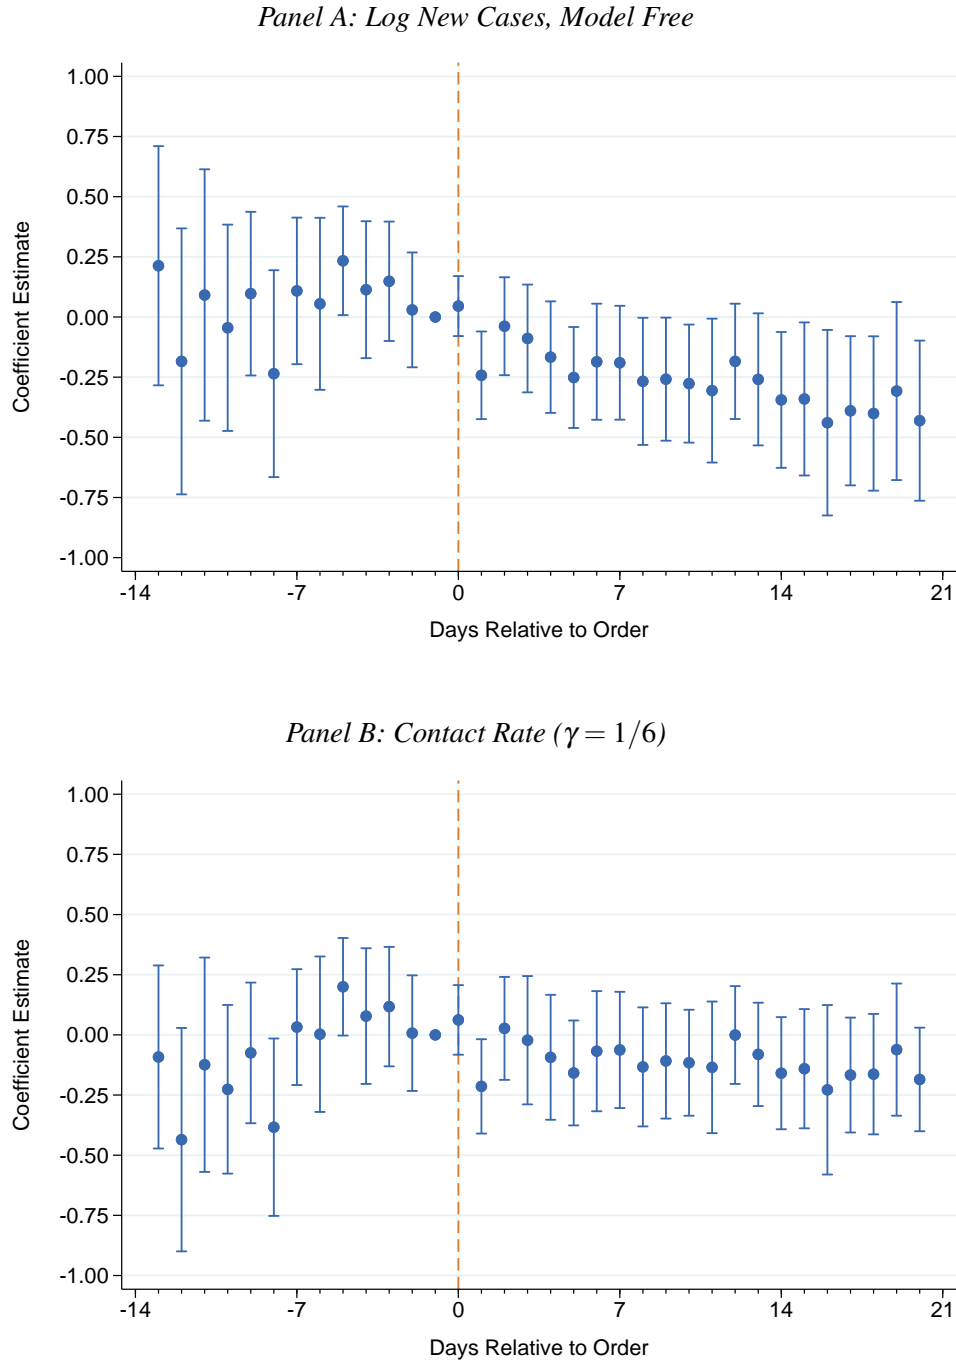 Panel A: Log New Cases, Model Free
1.00
0.75
0.50
0.25
0.00
-0.25
-0.50
-0.75
-1.00
Coefficient Estimate
-14 -7 0 7 14 21
Days Relative to Order
Panel B: Contact Rate (γ = 1/6)
1.00
0.75
0.50
0.25
0.00
-0.25
-0.50
-0.75
-1.00
Coefficient Estimate
-14 -7 0 7 14 21
Days Relative to Order